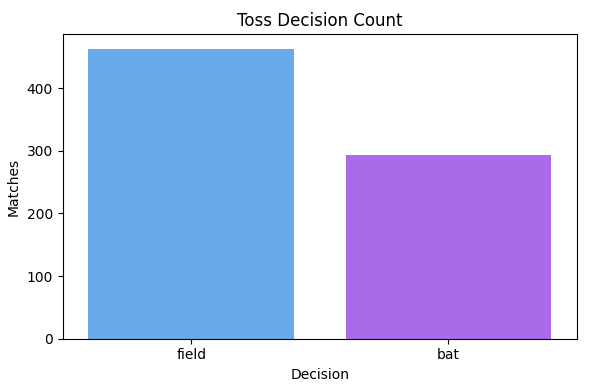 Toss Decision Count
Matches
400
300
200
100
0
field
bat
Decision